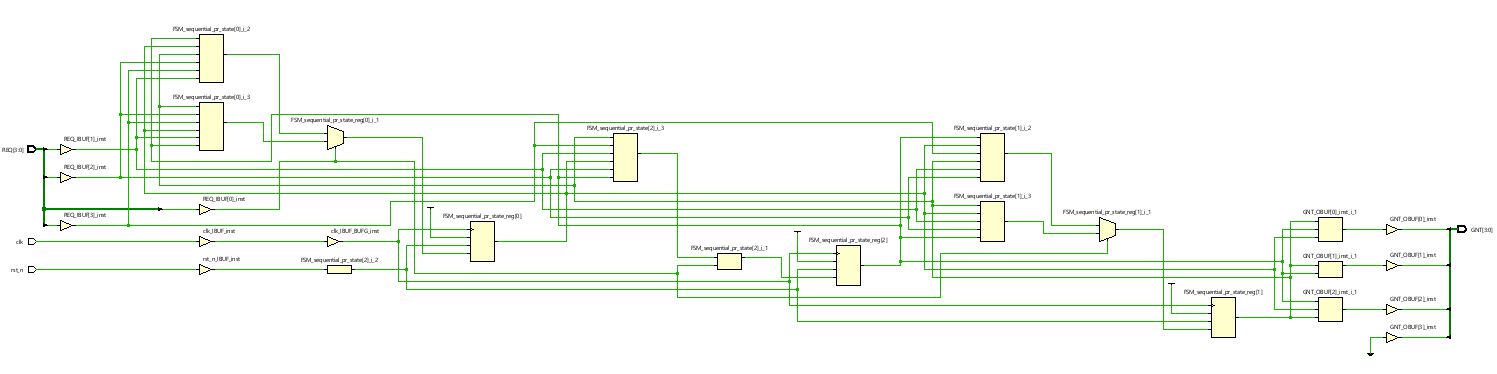 FSM_sequential_pr_state[0]_i_2
FSM_sequential_pr_state[0]_i_3
FSM_sequential_pr_state_reg[0]_i_1
FSM_sequential_pr_state[2]_i_3
FSM_sequential_pr_state[1]_i_2
REQ_IBUF[1]_inst
REQ[3:0]
REQ_IBUF[2]_inst
REQ_IBUF[0]_inst
FSM_sequential_pr_state[1]_i_3
REQ_IBUF[3]_inst
FSM_sequential_pr_state_reg[0]
FSM_sequential_pr_state_reg[1]_i_1
GNT_OBUF[0]_inst_i_1
GNT_OBUF[0]_inst
GNT[3:0]
clk
clk_IBUF_inst
clk_IBUF_BUFG_inst
FSM_sequential_pr_state_reg[2]
FSM_sequential_pr_state[2]_i_1
GNT_OBUF[1]_inst_i_1
GNT_OBUF[1]_inst
rst_n
rst_n_IBUF_inst
FSM_sequential_pr_state[2]_i_2
FSM_sequential_pr_state_reg[1]
GNT_OBUF[2]_inst_i_1
GNT_OBUF[2]_inst
GNT_OBUF[3]_inst